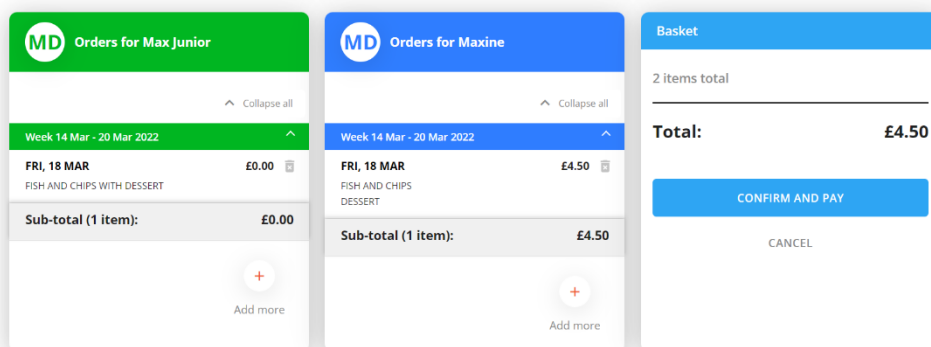 MD Orders for Max Junior
Collapse all
Week 14 Mar - 20 Mar 2022
FRI, 18 MAR £0.00
FISH AND CHIPS WITH DESSERT
Sub-total (1 item): £0.00
+
Add more
MD Orders for Maxine
Collapse all
Week 14 Mar - 20 Mar 2022
FRI, 18 MAR £4.50
FISH AND CHIPS
DESSERT
Sub-total (1 item): £4.50
+
Add more
Basket
2 items total
Total: £4.50
CONFIRM AND PAY
CANCEL